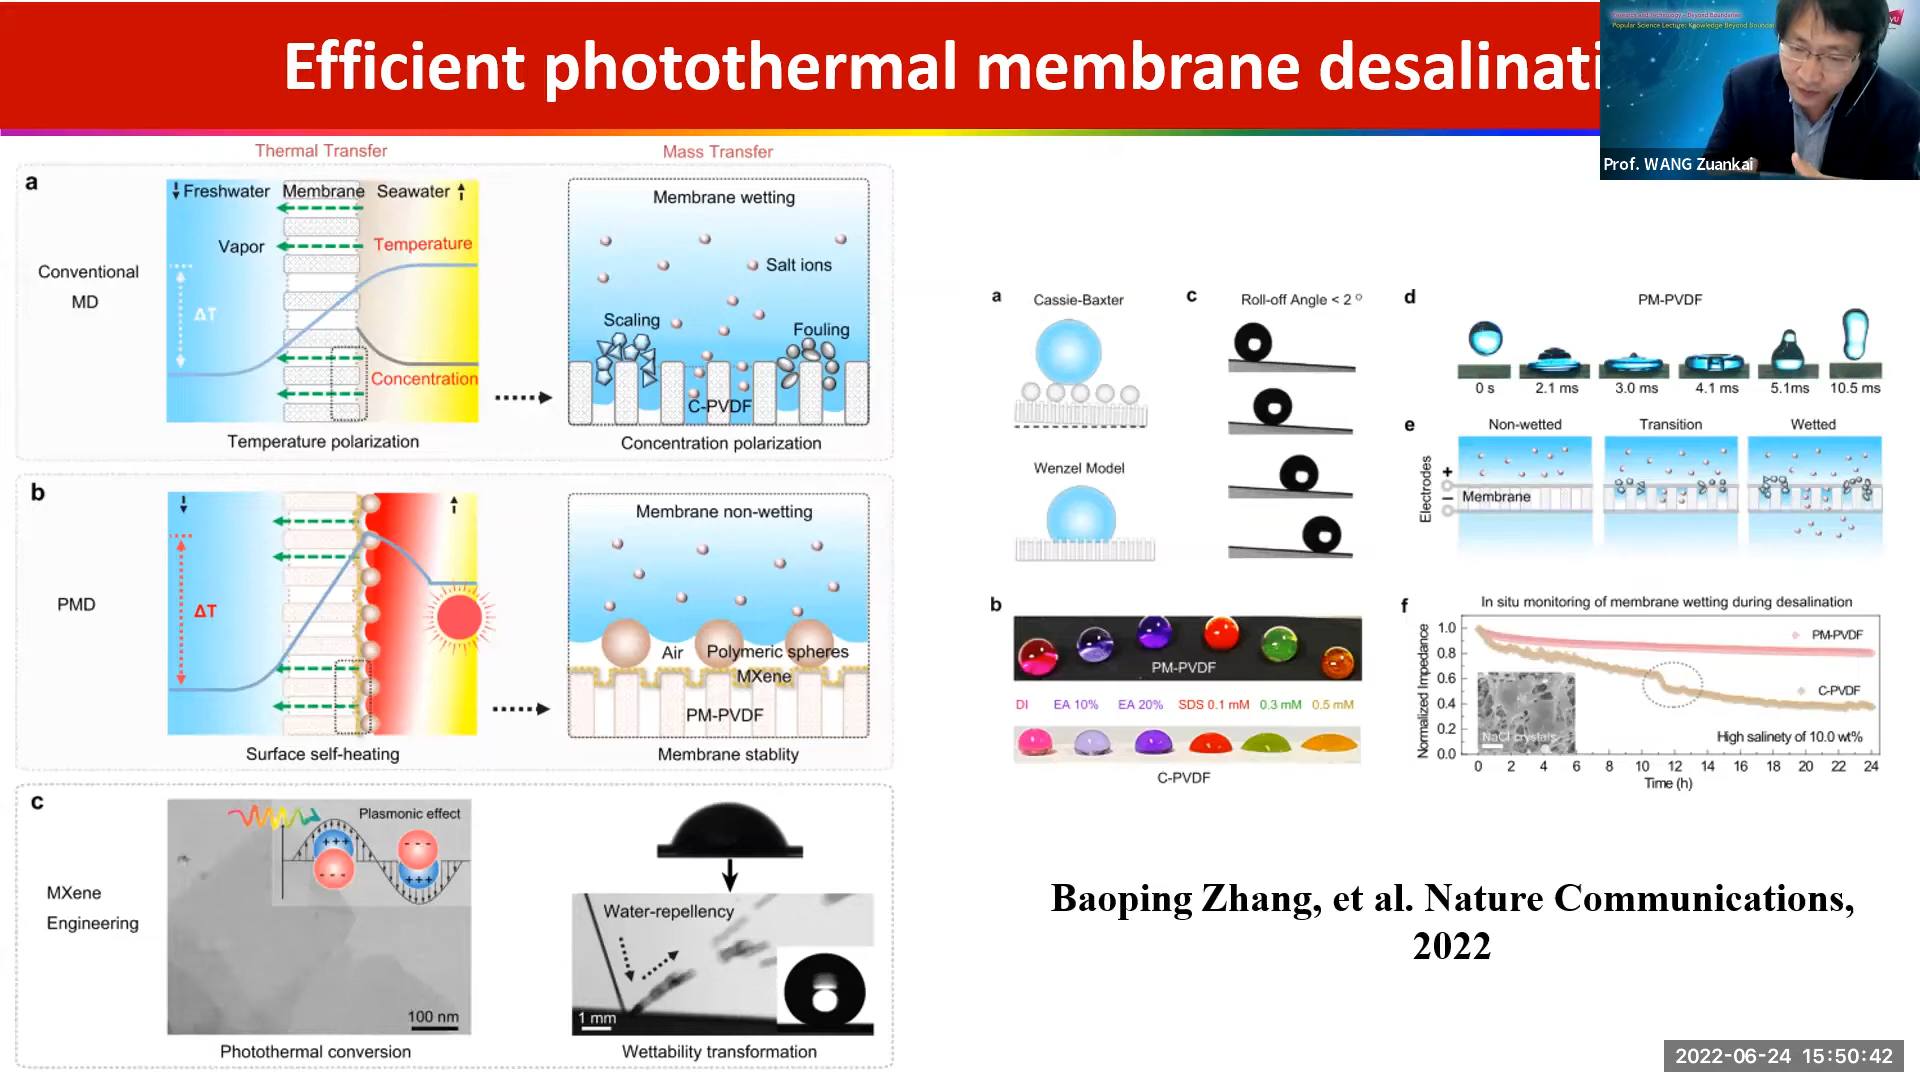 Efficient photothermal membrane desalinati
Popular Science Lecture: Knowledge Beyond Boundar
Prof. WANG Zuankai
Thermal Transfer
Mass Transfer
a
Freshwater
Membrane
Seawater
Vapor
Temperature
ΔT
Concentration
Conventional
MD
Temperature polarization
Membrane wetting
Salt ions
Scaling
Fouling
C-PVDF
Concentration polarization
b
PMD
ΔT
Surface self-heating
Membrane non-wetting
Air
Polymeric spheres
MXene
PM-PVDF
Membrane stablity
c
MXene
Engineering
Plasmonic effect
+++
- - -
- - -
+++
100 nm
Photothermal conversion
Water-repellency
1 mm
Wettability transformation
a
Cassie-Baxter
Wenzel Model
c
Roll-off Angle < 2 °
d
PM-PVDF
0 s
2.1 ms
3.0 ms
4.1 ms
5.1ms
10.5 ms
e
Non-wetted
Transition
Wetted
Electrodes
+
−
Membrane
b
PM-PVDF
DI
EA 10%
EA 20%
SDS 0.1 mM
0.3 mM
0.5 mM
C-PVDF
f
In situ monitoring of membrane wetting during desalination
Normalized Impedance
1.0
0.8
0.6
0.4
0.2
0.0
PM-PVDF
C-PVDF
NaCl crystals
High salinity of 10.0 wt%
0 2 4 6 8 10 12 14 16 18 20 22 24
Time (h)
Baoping Zhang, et al. Nature Communications,
2022
2022-06-24 15:50:42